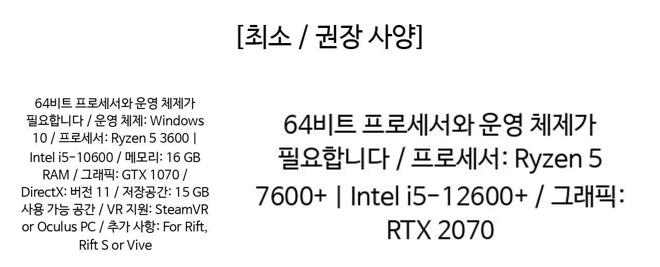 [최소 / 권장 사양]
64비트 프로세서와 운영 체제가
필요합니다 / 운영 체제: Windows
10 / 프로세서: Ryzen 5 3600 |
Intel i5-10600 / 메모리: 16 GB
RAM / 그래픽: GTX 1070 /
DirectX: 버전 11 / 저장공간: 15 GB
사용 가능 공간 / VR 지원: SteamVR
or Oculus PC / 추가 사항: For Rift,
Rift S or Vive
64비트 프로세서와 운영 체제가
필요합니다 / 프로세서: Ryzen 5
7600+ | Intel i5-12600+ / 그래픽:
RTX 2070